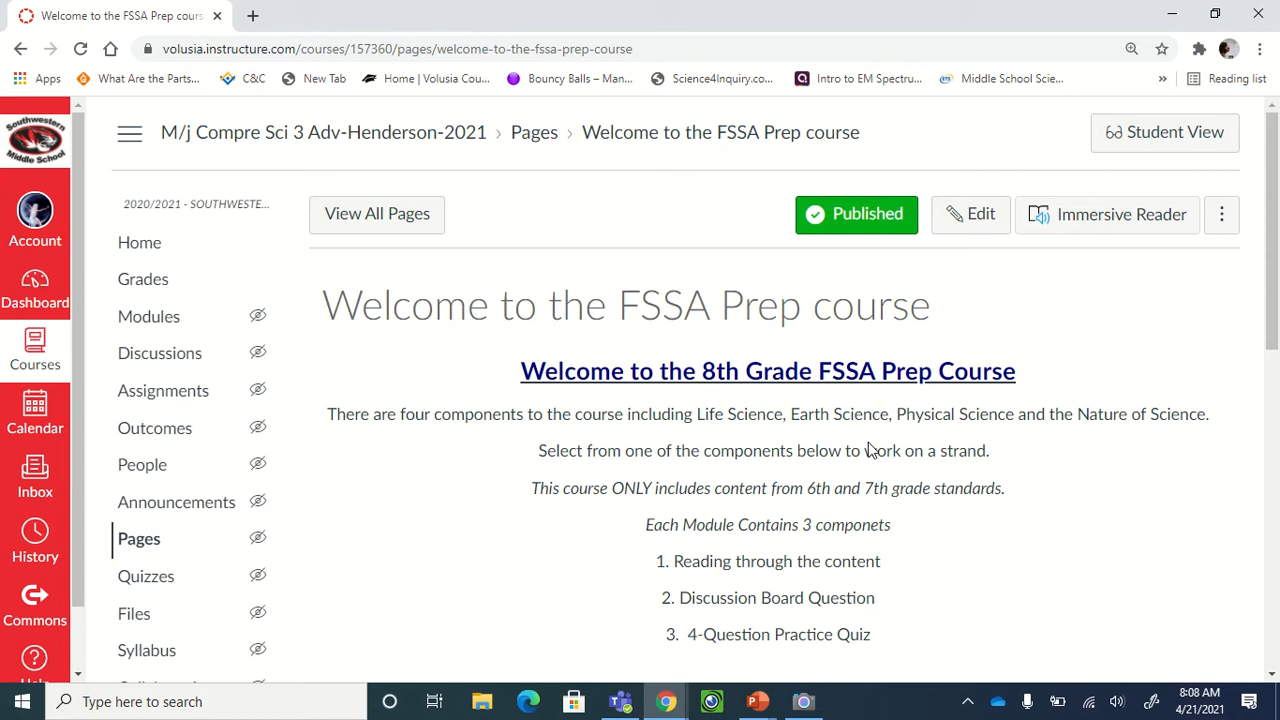 Welcome to the FSSA Prep cours
volusia.instructure.com/courses/157360/pages/welcome-to-the-fssa-prep-course
Apps
What Are the Parts...
C&C
New Tab
Home | Volusia Cou...
Bouncy Balls – Man...
Science4Inquiry.co...
Intro to EM Spectru...
Middle School Scie...
»
Reading list
Southwestern
Middle School
M/j Compre Sci 3 Adv-Henderson-2021 › Pages › Welcome to the FSSA Prep course
Student View
2020/2021 - SOUTHWESTE...
View All Pages
Published
Edit
Immersive Reader
Account
Dashboard
Courses
Calendar
Inbox
History
Commons
Home
Grades
Modules
Discussions
Assignments
Outcomes
People
Announcements
Pages
Quizzes
Files
Syllabus
Welcome to the FSSA Prep course
Welcome to the 8th Grade FSSA Prep Course
There are four components to the course including Life Science, Earth Science, Physical Science and the Nature of Science.
Select from one of the components below to work on a strand.
This course ONLY includes content from 6th and 7th grade standards.
Each Module Contains 3 componets
1. Reading through the content
2. Discussion Board Question
3. 4-Question Practice Quiz
Type here to search
8:08 AM
4/21/2021